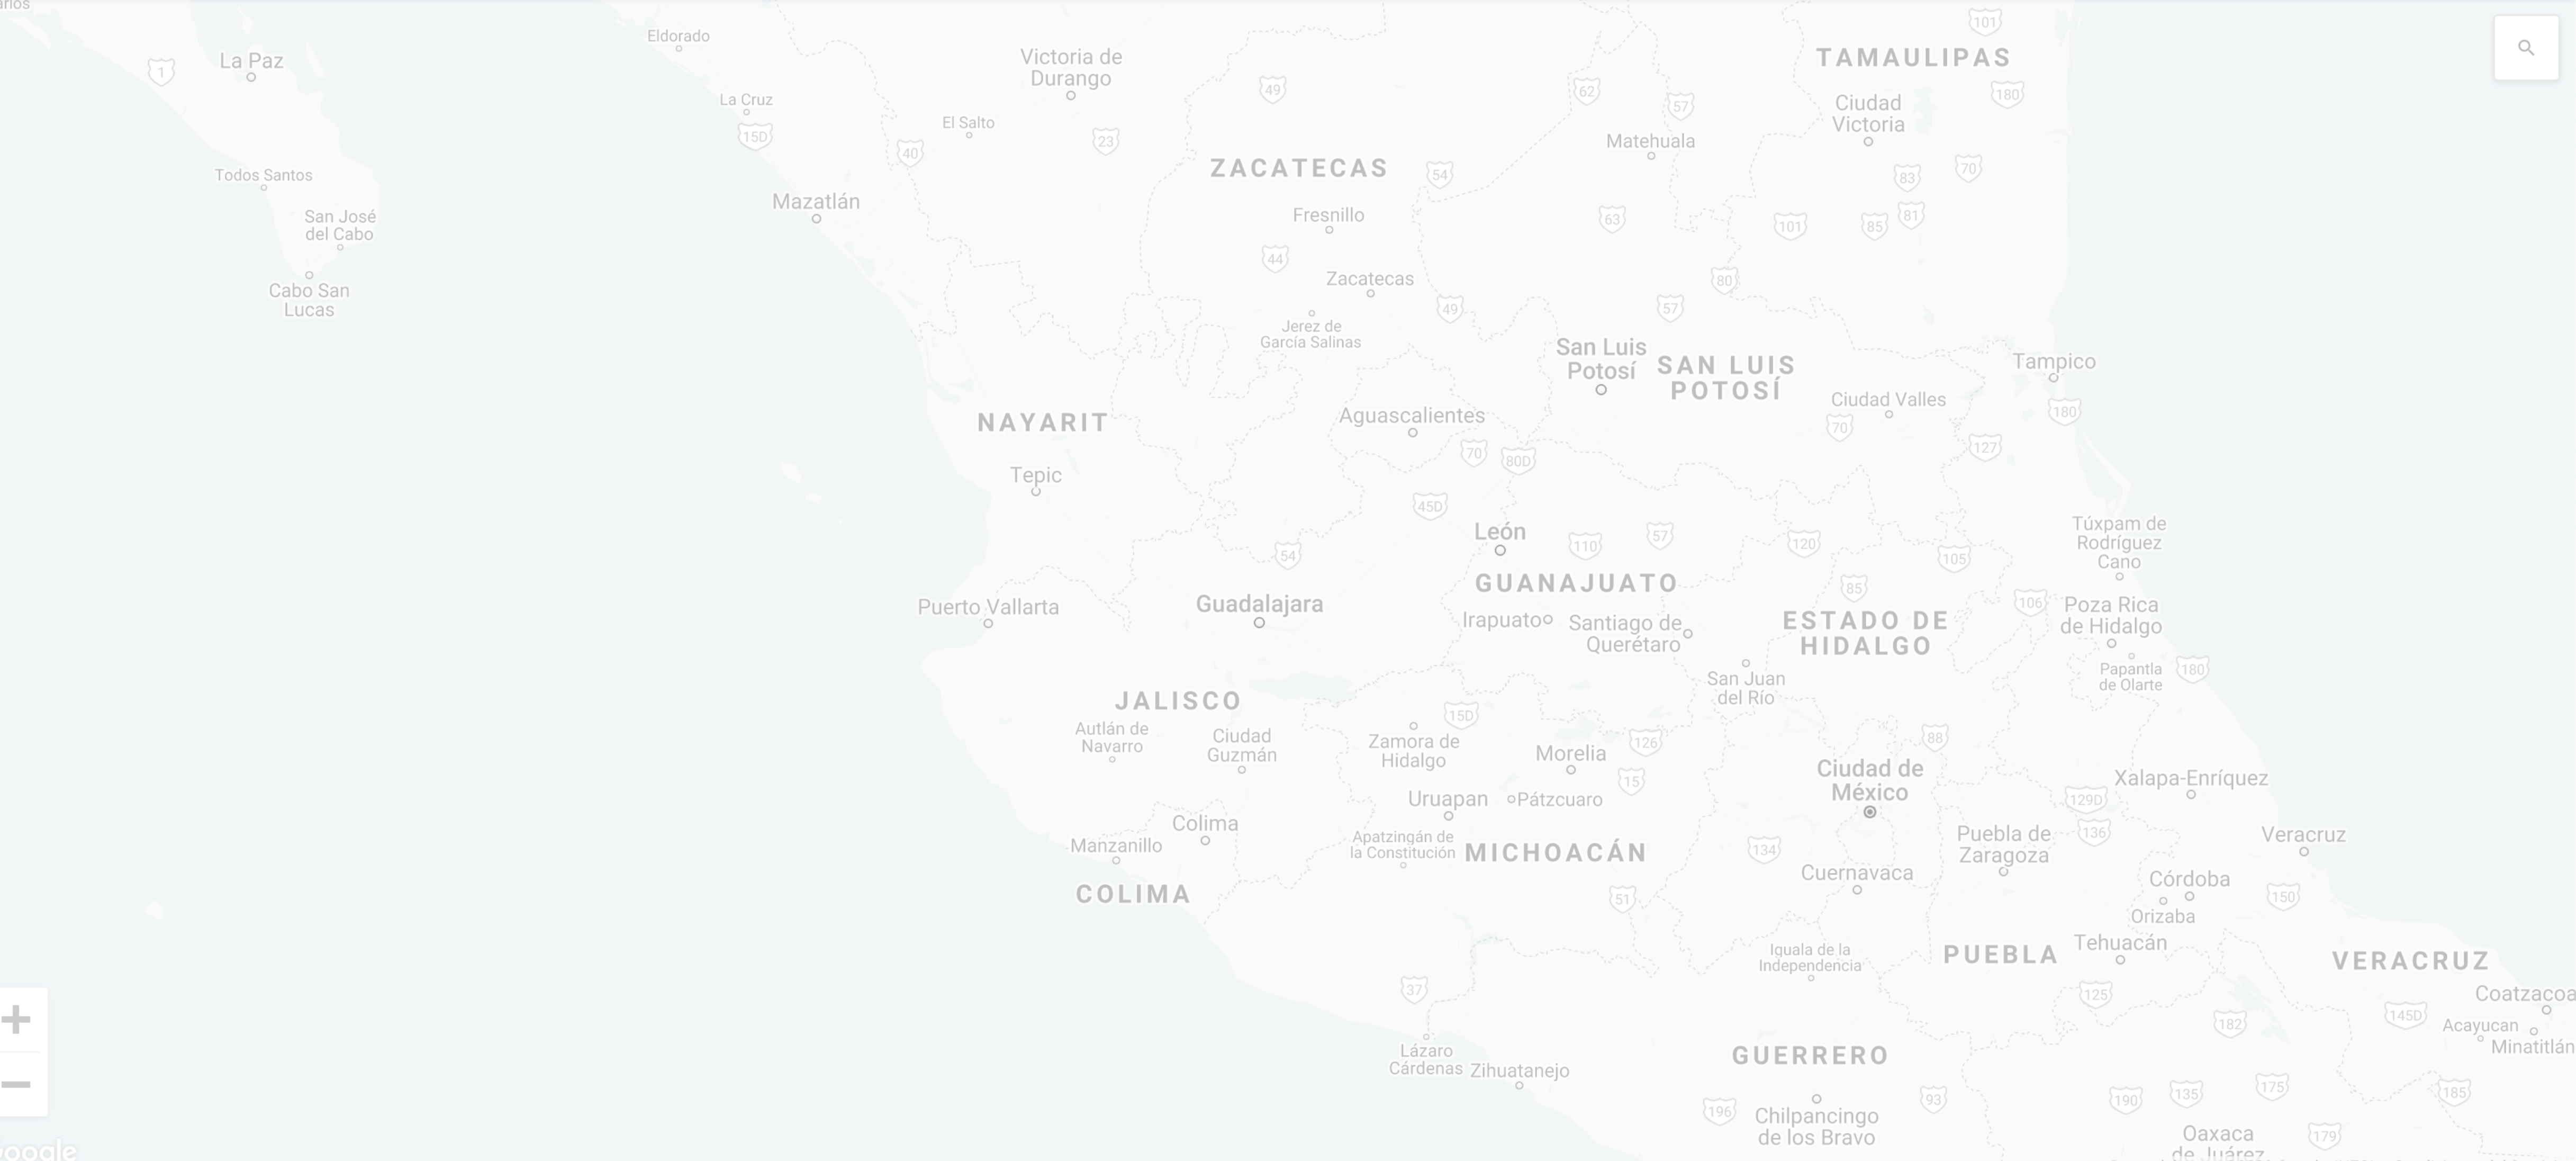 Eldorado
La Paz
1
Victoria de
Durango
101
TAMAULIPAS
49
62
57
180
La Cruz
15D
El Salto
40
23
Ciudad
Victoria
Matehuala
ZACATECAS
54
83
70
Todos Santos
Mazatlán
San José
del Cabo
Fresnillo
63
101
85
81
44
Cabo San
Lucas
Zacatecas
80
49
57
Jerez de
García Salinas
San Luis
Potosí
SAN LUIS
POTOSÍ
Tampico
Ciudad Valles
180
NAYARIT
Aguascalientes
70
70
80D
127
Tepic
45D
León
110
57
120
105
Túxpam de
Rodríguez
Cano
54
GUANAJUATO
85
Puerto Vallarta
Guadalajara
Irapuato
Santiago de
Querétaro
ESTADO DE
HIDALGO
106
Poza Rica
de Hidalgo
Papantla
de Olarte
180
San Juan
del Río
JALISCO
Autlán de
Navarro
Ciudad
Guzmán
15D
Zamora de
Hidalgo
Morelia
126
88
15
Ciudad de
México
Xalapa-Enríquez
Uruapan
Pátzcuaro
129D
Colima
Manzanillo
Apatzingán de
la Constitución
MICHOACÁN
134
136
Puebla de
Zaragoza
Veracruz
Cuernavaca
COLIMA
51
Córdoba
150
Orizaba
Iguala de la
Independencia
PUEBLA
Tehuacán
VERACRUZ
37
125
Coatzacoa
145D
182
Acayucan
Minatitlán
Lázaro
Cárdenas
Zihuatanejo
GUERRERO
196
93
Chilpancingo
de los Bravo
190
135
175
185
Oaxaca
de Juárez
179